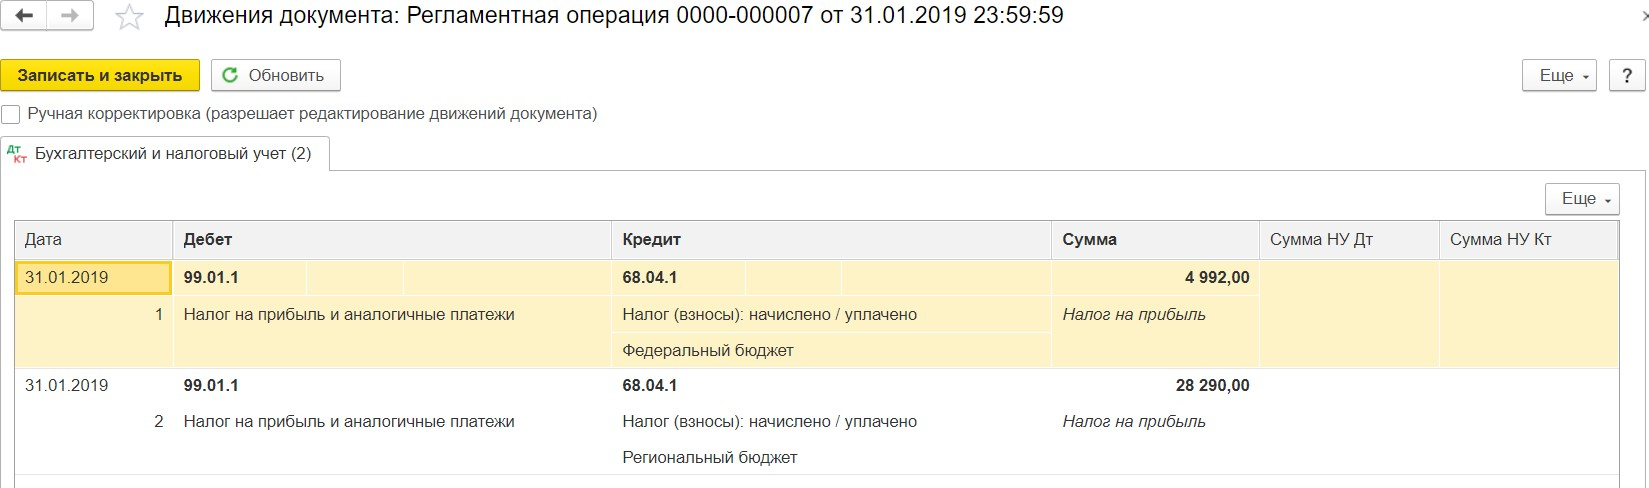 Движения документа: Регламентная операция 0000-000007 от 31.01.2019 23:59:59
Записать и закрыть Обновить Еще ?
Ручная корректировка (разрешает редактирование движений документа)
Дт Кт Бухгалтерский и налоговый учет (2)
Еще
Дата Дебет Кредит Сумма Сумма НУ Дт Сумма НУ Кт
31.01.2019 99.01.1 68.04.1 4 992,00
1 Налог на прибыль и аналогичные платежи Налог (взносы): начислено / уплачено Налог на прибыль
Федеральный бюджет
31.01.2019 99.01.1 68.04.1 28 290,00
2 Налог на прибыль и аналогичные платежи Налог (взносы): начислено / уплачено Налог на прибыль
Региональный бюджет